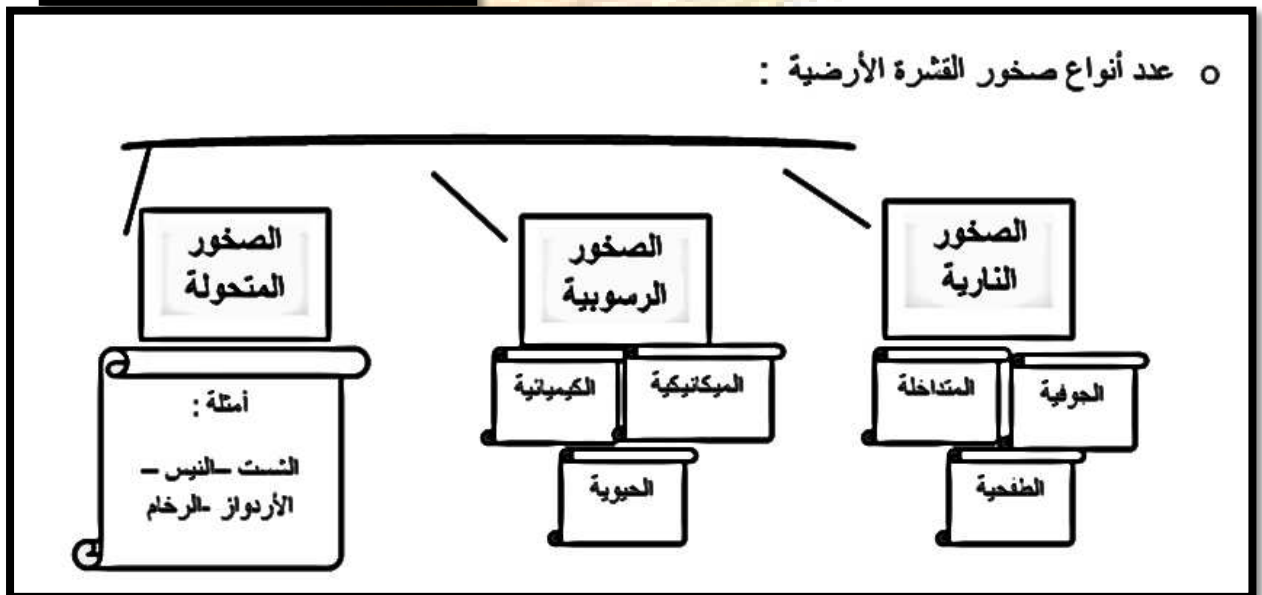 o عدد أنواع صخور القشرة الأرضية :
الصخور
النارية
الجوفية
المتداخلة
الطفحية
الصخور
الرسوبية
الميكانيكية
الكيميائية
الحيوية
الصخور
المتحولة
أمثلة :
الشست –النيس –
الأردواز -الرخام